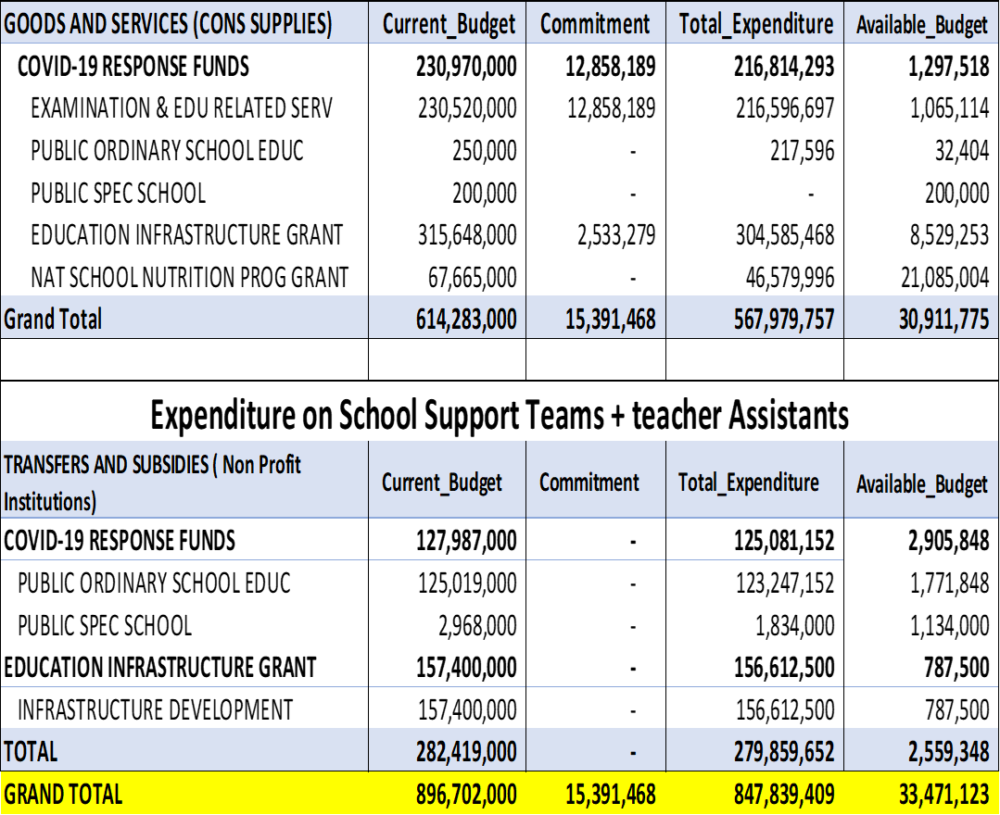 GOODS AND SERVICES (CONS SUPPLIES) Current_Budget Commitment Total_Expenditure Available_Budget
COVID-19 RESPONSE FUNDS 230,970,000 12,858,189 216,814,293 1,297,518
EXAMINATION & EDU RELATED SERV 230,520,000 12,858,189 216,596,697 1,065,114
PUBLIC ORDINARY SCHOOL EDUC 250,000 - 217,596 32,404
PUBLIC SPEC SCHOOL 200,000 - - 200,000
EDUCATION INFRASTRUCTURE GRANT 315,648,000 2,533,279 304,585,468 8,529,253
NAT SCHOOL NUTRITION PROG GRANT 67,665,000 - 46,579,996 21,085,004
Grand Total 614,283,000 15,391,468 567,979,757 30,911,775
Expenditure on School Support Teams + teacher Assistants
TRANSFERS AND SUBSIDIES ( Non Profit
Institutions) Current_Budget Commitment Total_Expenditure Available_Budget
COVID-19 RESPONSE FUNDS 127,987,000 - 125,081,152 2,905,848
PUBLIC ORDINARY SCHOOL EDUC 125,019,000 - 123,247,152 1,771,848
PUBLIC SPEC SCHOOL 2,968,000 - 1,834,000 1,134,000
EDUCATION INFRASTRUCTURE GRANT 157,400,000 - 156,612,500 787,500
INFRASTRUCTURE DEVELOPMENT 157,400,000 - 156,612,500 787,500
TOTAL 282,419,000 - 279,859,652 2,559,348
GRAND TOTAL 896,702,000 15,391,468 847,839,409 33,471,123